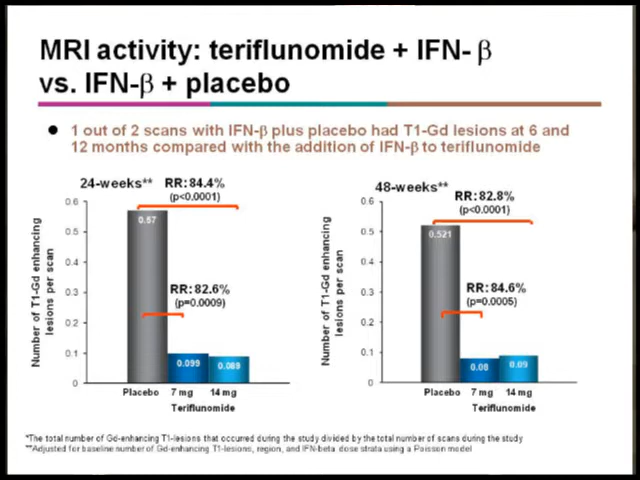 MRI activity: teriflunomide + IFN- β
vs. IFN-β + placebo
● 1 out of 2 scans with IFN-β plus placebo had T1-Gd lesions at 6 and
12 months compared with the addition of IFN-β to teriflunomide
24-weeks**
RR: 84.4%
(p<0.0001)
Number of T1-Gd enhancing
lesions per scan
0.6
0.5
0.4
0.3
0.2
0.1
0
0.57
RR: 82.6%
(p=0.0009)
0.099
0.089
Placebo 7 mg 14 mg
Teriflunomide
48-weeks**
RR: 82.8%
(p<0.0001)
Number of T1-Gd enhancing
lesions per scan
0.6
0.5
0.4
0.3
0.2
0.1
0
0.521
RR: 84.6%
(p=0.0005)
0.08
0.09
Placebo 7 mg 14 mg
Teriflunomide
*The total number of Gd-enhancing T1-lesions that occurred during the study divided by the total number of scans during the study
**Adjusted for baseline number of Gd-enhancing T1-lesions, region, and IFN-beta dose strata using a Poisson model